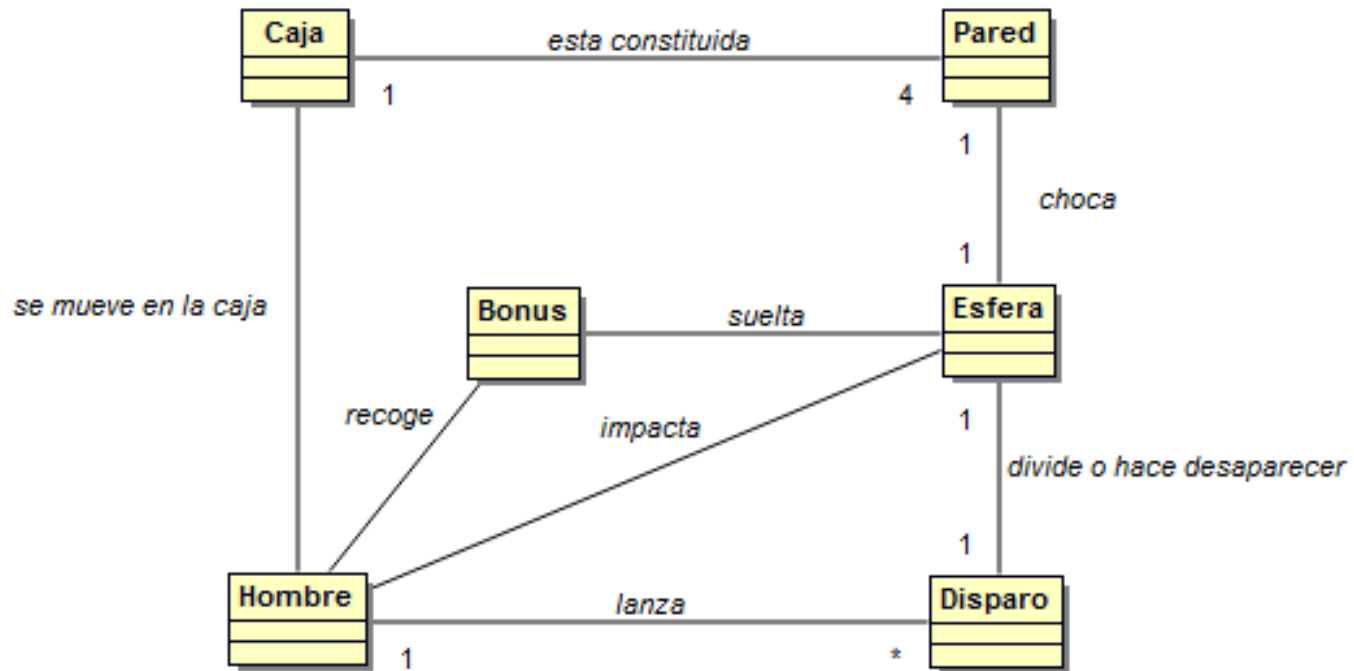 Caja
esta constituida
Pared
1
4
1
choca
1
se mueve en la caja
Bonus
suelta
Esfera
recoge
impacta
1
divide o hace desaparecer
1
Hombre
lanza
Disparo
1
*